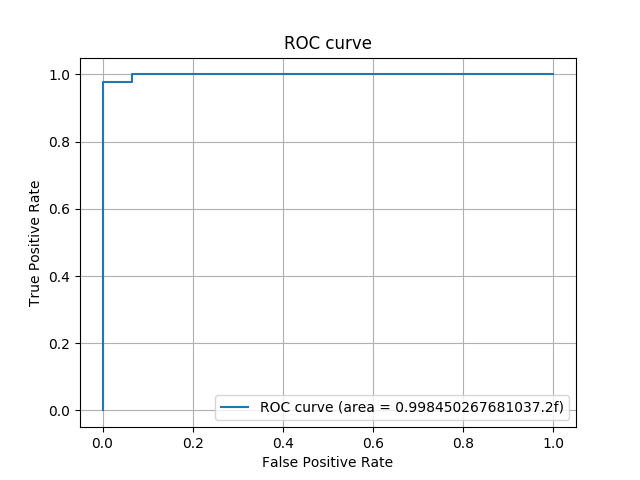 ROC curve
1.0
0.8
0.6
0.4
0.2
0.0
True Positive Rate
ROC curve (area = 0.998450267681037.2f)
0.0 0.2 0.4 0.6 0.8 1.0
False Positive Rate